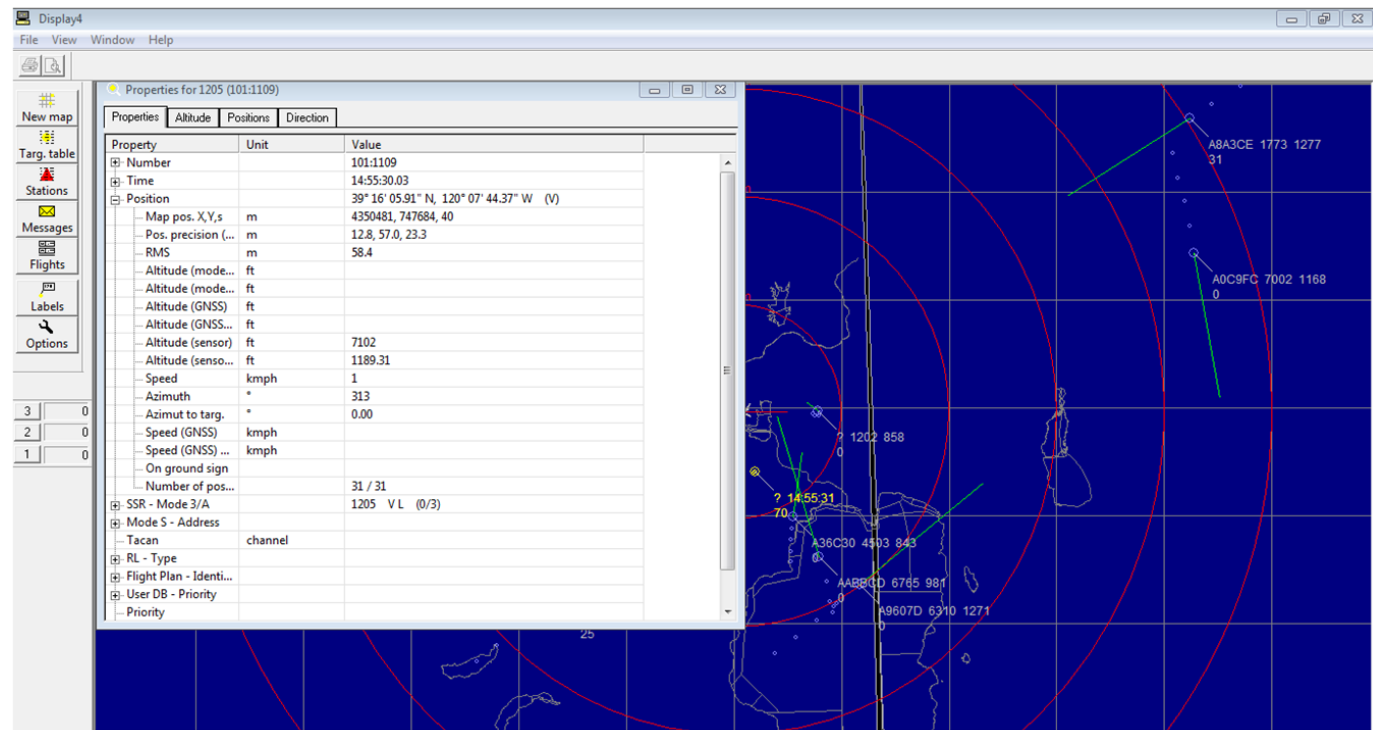 Display4
File View Window Help
New map
Targ. table
Stations
Messages
Flights
Labels
Options
3 0
2 0
1 0
Properties for 1205 (101:1109)
Properties Altitude Positions Direction
Property Unit Value
Number 101:1109
Time 14:55:30.03
Position 39° 16' 05.91" N, 120° 07' 44.37" W (V)
Map pos. X,Y,s m 4350481, 747684, 40
Pos. precision (... m 12.8, 57.0, 23.3
RMS m 58.4
Altitude (mode... ft
Altitude (mode... ft
Altitude (GNSS) ft
Altitude (GNSS... ft
Altitude (sensor) ft 7102
Altitude (senso... ft 1189.31
Speed kmph 1
Azimuth ° 313
Azimut to targ. ° 0.00
Speed (GNSS) kmph
Speed (GNSS) ... kmph
On ground sign
Number of pos... 31 / 31
SSR - Mode 3/A 1205 V L (0/3)
Mode S - Address
Tacan channel
RL - Type
Flight Plan - Identi...
User DB - Priority
Priority
A8A3CE 1773 1277
31
A0C9FC 7002 1168
0
? 1202 858
0
? 14:55:31
70
A36C30 4503 843
0
AABBCD 6765 981
0
A9607D 6310 1271
0
25